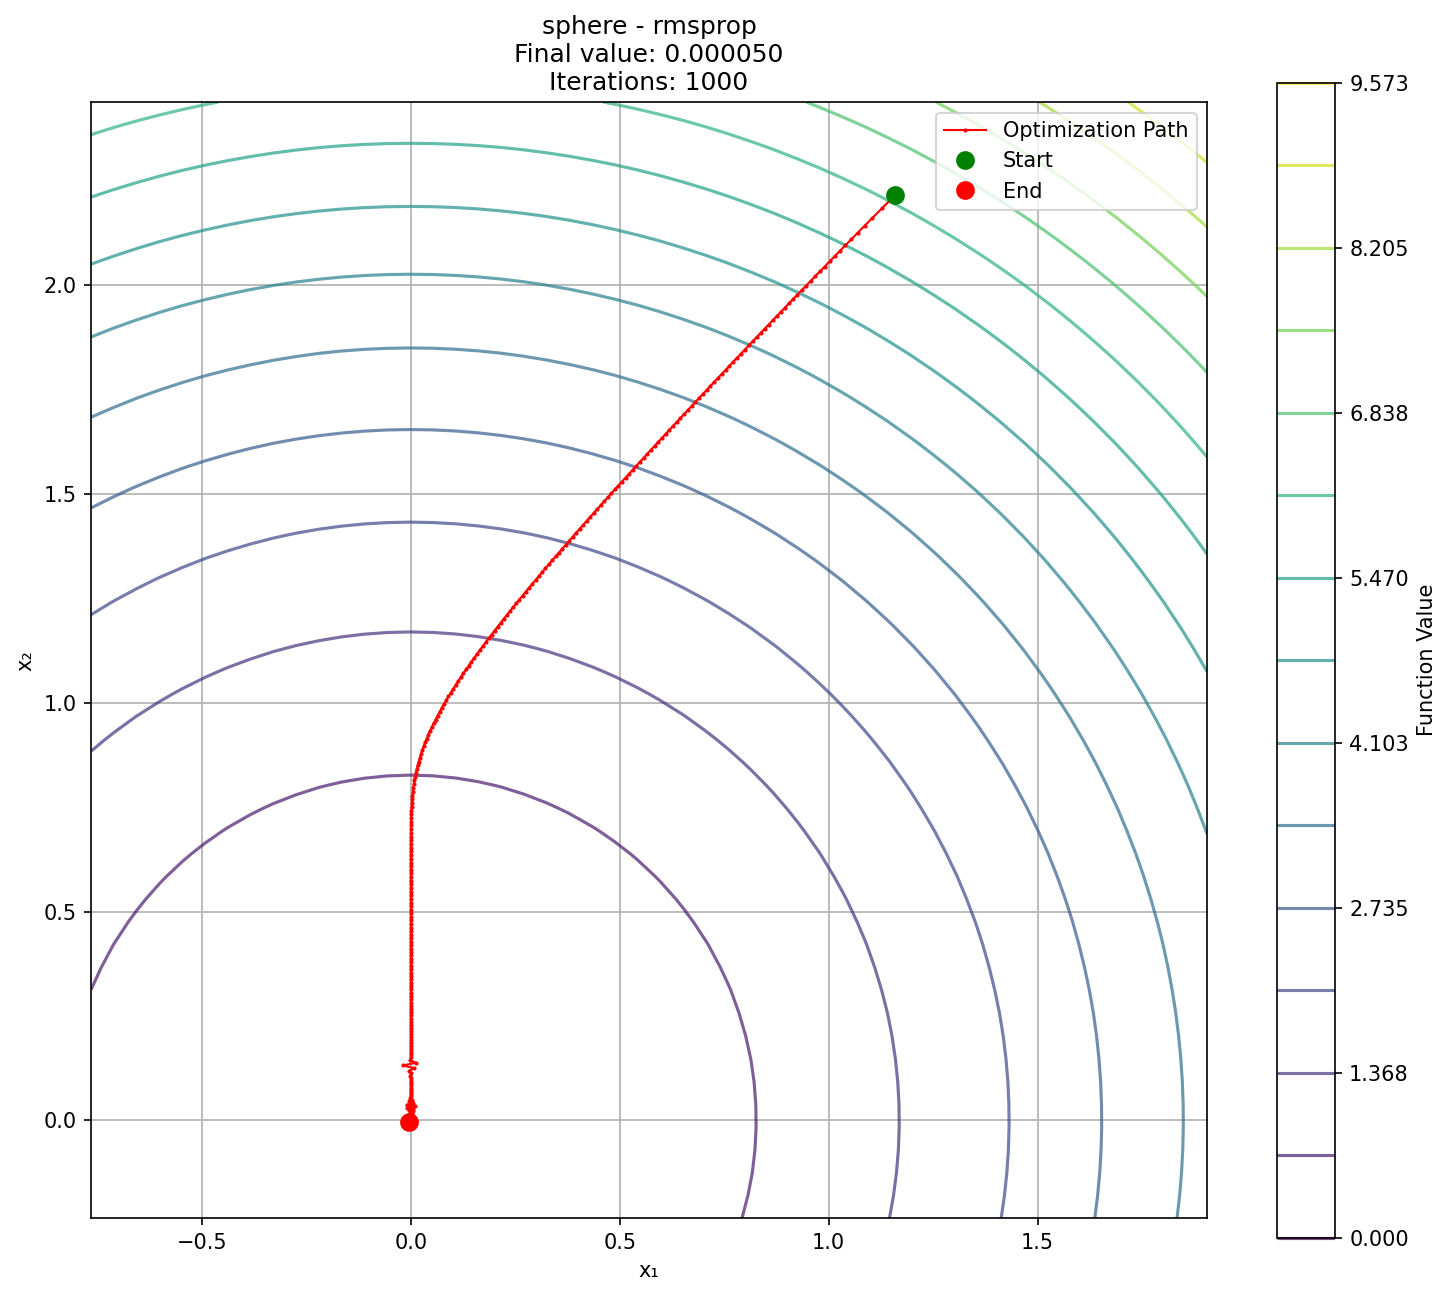 sphere - rmsprop
Final value: 0.000050
Iterations: 1000
Optimization Path
Start
End
2.0
1.5
1.0
0.5
0.0
x₂
−0.5
0.0
0.5
1.0
1.5
x₁
9.573
8.205
6.838
5.470
4.103
2.735
1.368
0.000
Function Value